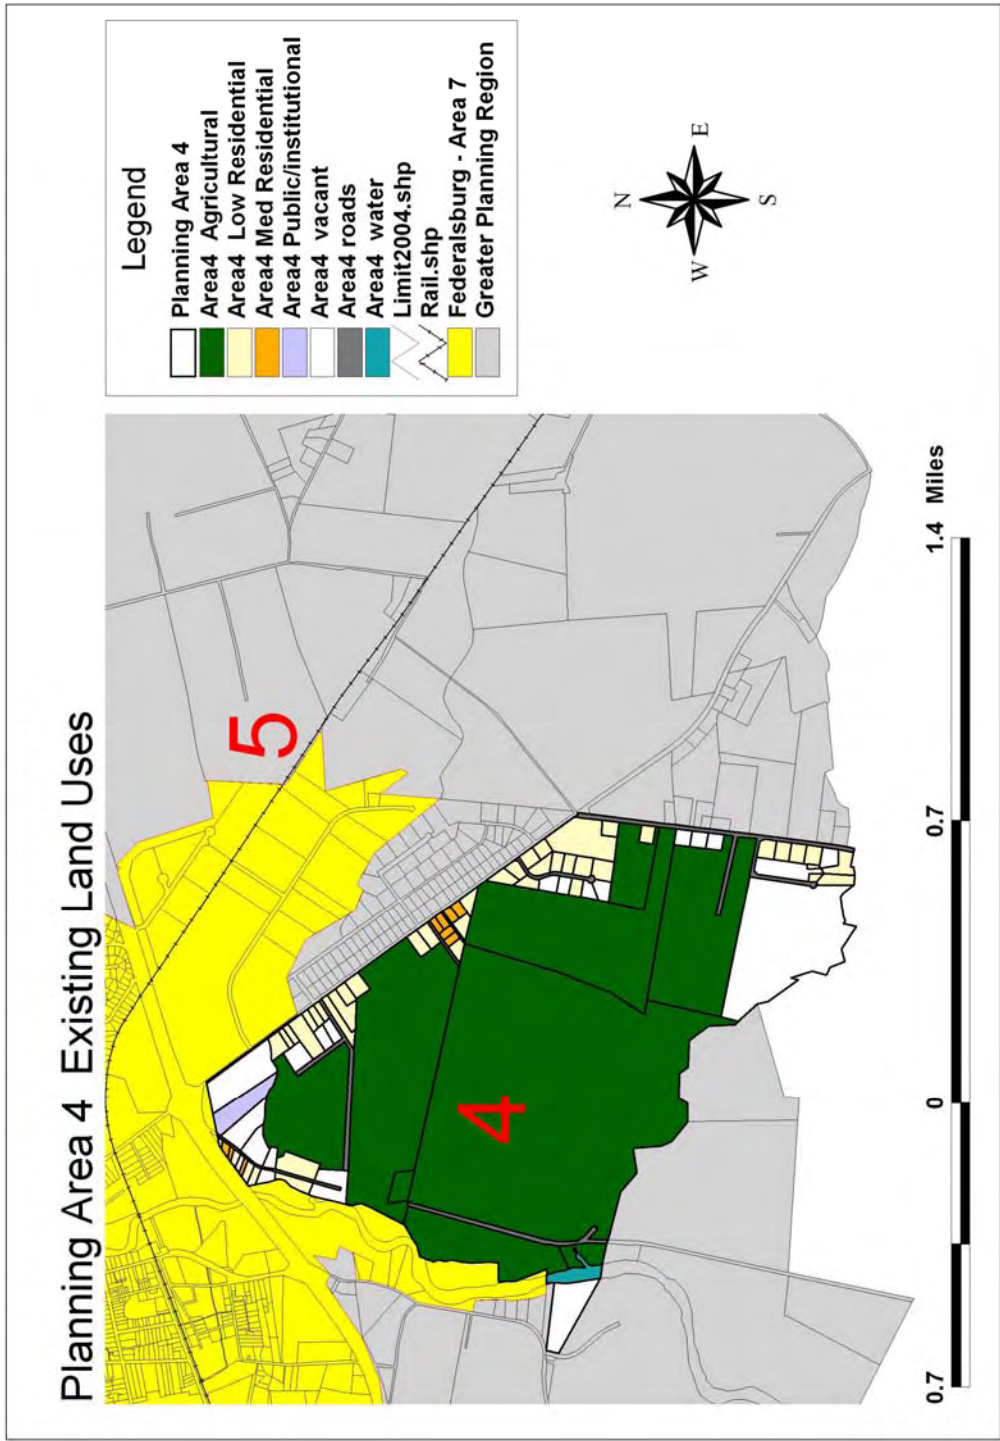 Planning Area 4 Existing Land Uses
Legend
Planning Area 4
Area4 Agricultural
Area4 Low Residential
Area4 Med Residential
Area4 Public/institutional
Area4 vacant
Area4 roads
Area4 water
Limit2004.shp
Rail.shp
Federalsburg - Area 7
Greater Planning Region
5
4
N
W
E
S
0.7
0
0.7
1.4 Miles